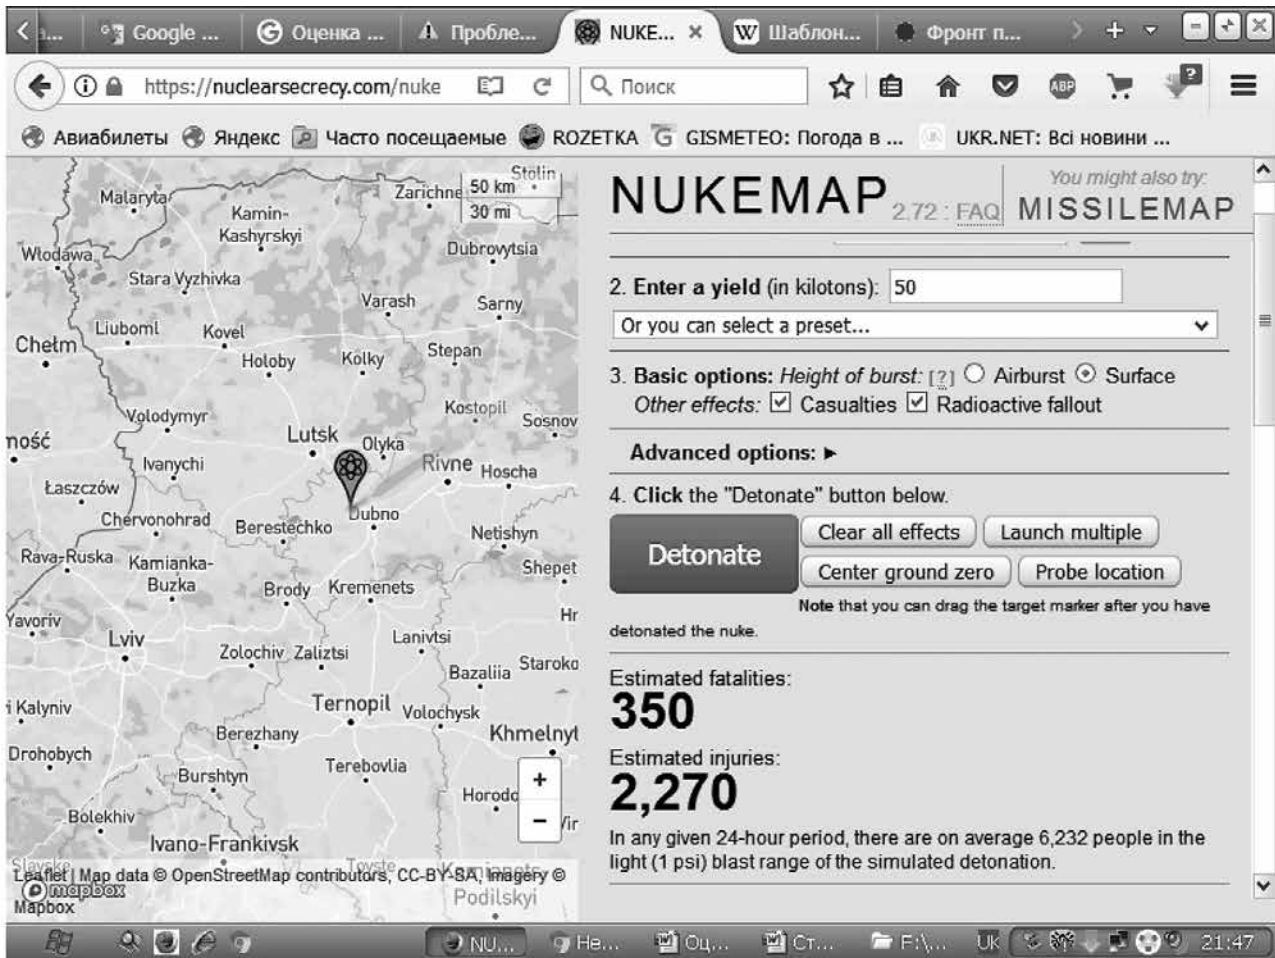 Google ...
Оценка ...
Пробле...
NUKE... ×
W Шаблон...
Фронт п...
https://nuclearsecrecy.com/nuke
Поиск
ABP
?
Авиабилеты Яндекс Часто посещаемые ROZETKA G GISMETEO: Погода в ... UKR.NET: Всі новини ...
50 km
30 mi
Stolin
Malaryta
Zarichne
Kamin-
Kashyrskyi
Dubrovytsia
Włodawa
Stara Vyzhivka
Varash
Sarny
Liuboml
Kovel
Chełm
Holoby
Kolky
Stepan
Volodymyr
Kostopil
Sosnov
mość
Lutsk
Olyka
Ivanychi
Rivne
Hoscha
Łaszczów
Chervonohrad
Berestechko
Dubno
Netishyn
Rava-Ruska
Kamianka-
Buzka
Shepet
Brody
Kremenets
Yavoriv
Hr
Lviv
Lanivtsi
Zolochiv
Zaliztsi
Bazaliia
Staroko
i Kalyniv
Ternopil
Volochysk
Berezhany
Khmelnyt
Drohobych
Burshtyn
Terebovlia
Horodo
+
−
Bolekhiv
Vin
Ivano-Frankivsk
Tovste
Kamianets-
Podilskyi
Leaflet | Map data © OpenStreetMap contributors, CC-BY-SA, Imagery ©
Mapbox
mapbox
NUKEMAP 2.72 : FAQ
You might also try:
MISSILEMAP
2. Enter a yield (in kilotons): 50
Or you can select a preset...
3. Basic options: Height of burst: [?] Airburst Surface
Other effects: Casualties Radioactive fallout
Advanced options: ►
4. Click the "Detonate" button below.
Detonate
Clear all effects
Launch multiple
Center ground zero
Probe location
Note that you can drag the target marker after you have
detonated the nuke.
Estimated fatalities:
350
Estimated injuries:
2,270
In any given 24-hour period, there are on average 6,232 people in the
light (1 psi) blast range of the simulated detonation.
NU...
Не...
Оц...
Ст...
F:\...
UK
21:47